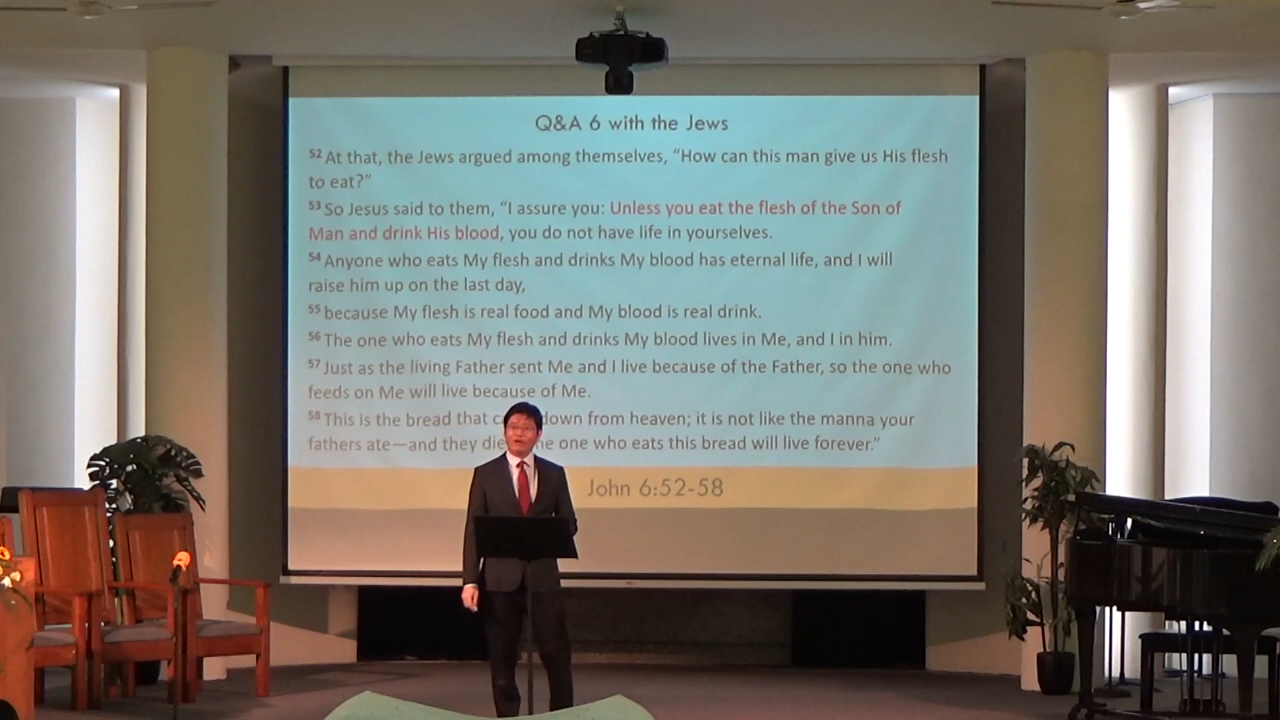 Q&A 6 with the Jews
52 At that, the Jews argued among themselves, “How can this man give us His flesh
to eat?”
53 So Jesus said to them, “I assure you: Unless you eat the flesh of the Son of
Man and drink His blood, you do not have life in yourselves.
54 Anyone who eats My flesh and drinks My blood has eternal life, and I will
raise him up on the last day,
55 because My flesh is real food and My blood is real drink.
56 The one who eats My flesh and drinks My blood lives in Me, and I in him.
57 Just as the living Father sent Me and I live because of the Father, so the one who
feeds on Me will live because of Me.
58 This is the bread that down from heaven; it is not like the manna your
fathers ate—and they one who eats this bread will live forever.”
John 6:52-58